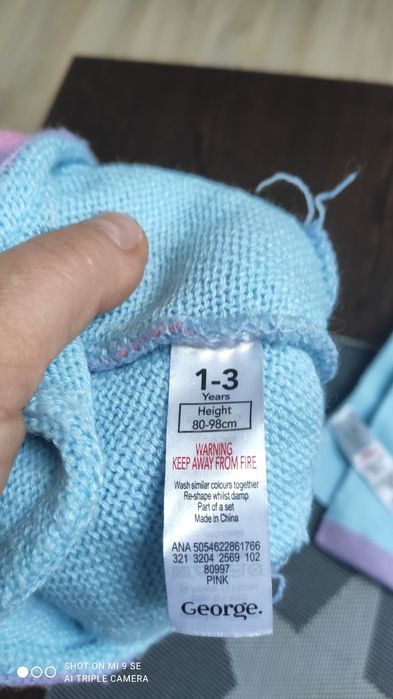 1-3
Years
Height
80-98cm
WARNING
KEEP AWAY FROM FIRE
Wash similar colours together
Re-shape whilst damp
Part of a set
Made in China
ANA 5054622861766
321 3204 2569 102
80997
PINK
George.
SHOT ON MI 9 SE
AI TRIPLE CAMERA